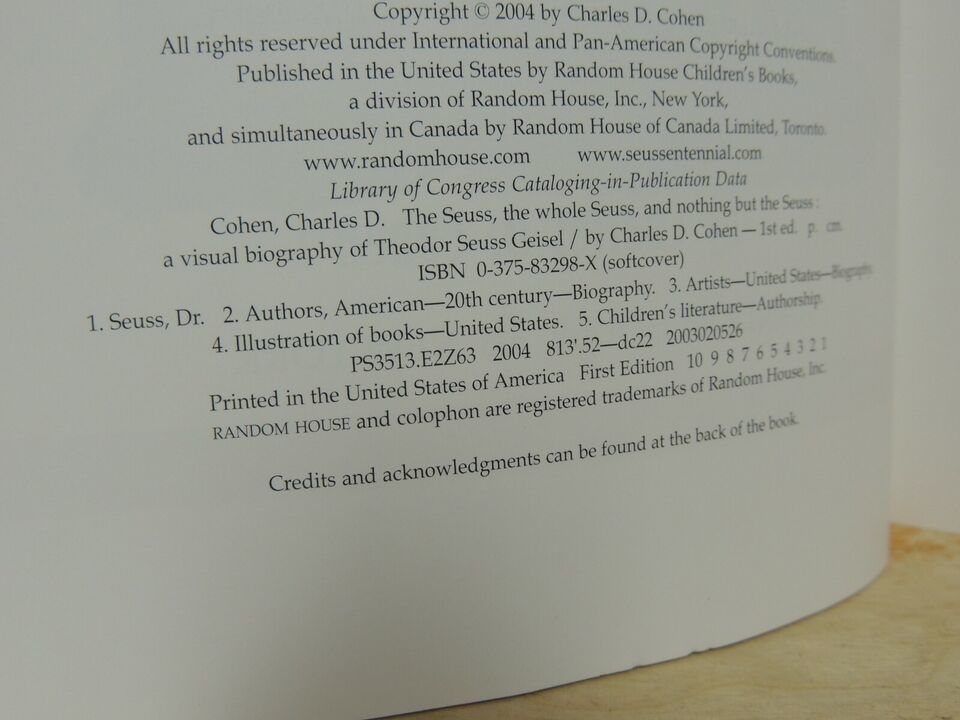 Copyright © 2004 by Charles D. Cohen
All rights reserved under International and Pan-American Copyright Conventions.
Published in the United States by Random House Children's Books,
a division of Random House, Inc., New York,
and simultaneously in Canada by Random House of Canada Limited, Toronto.
www.randomhouse.com www.seussentennial.com
Library of Congress Cataloging-in-Publication Data
Cohen, Charles D. The Seuss, the whole Seuss, and nothing but the Seuss :
a visual biography of Theodor Seuss Geisel / by Charles D. Cohen — 1st ed. p. cm.
ISBN 0-375-83298-X (softcover)
1. Seuss, Dr. 2. Authors, American—20th century—Biography. 3. Artists—United States—Biography.
4. Illustration of books—United States. 5. Children's literature—Authorship.
PS3513.E2Z63 2004 813'.52—dc22 2003020526
Printed in the United States of America First Edition 10 9 8 7 6 5 4 3 2 1
RANDOM HOUSE and colophon are registered trademarks of Random House, Inc.
Credits and acknowledgments can be found at the back of the book.